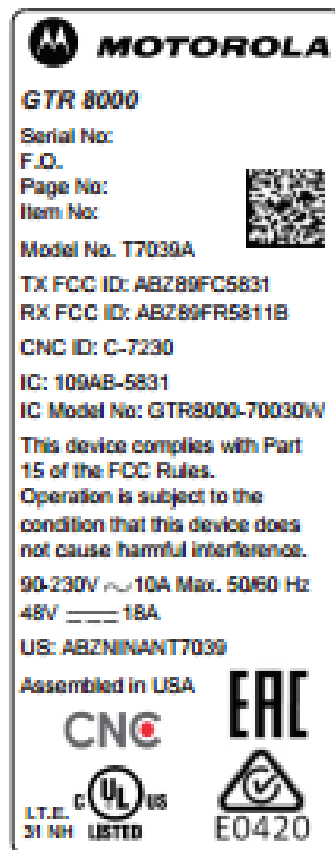 MOTOROLA
GTR 8000
Serial No:
F.O.
Page No:
Item No:
Model No. T7039A
TX FCC ID: ABZ89FC5831
RX FCC ID: ABZ89FR5811B
CNC ID: C-7230
IC: 109AB-5831
IC Model No: GTR8000-70030W
This device complies with Part
15 of the FCC Rules.
Operation is subject to the
condition that this device does
not cause harmful interference.
90-230V ~ 10A Max. 50/60 Hz
48V ⎓ 18A
US: ABZNINANT7039
Assembled in USA
CNC
EAC
C UL US
I.T.E.
31 NH LISTED
E0420